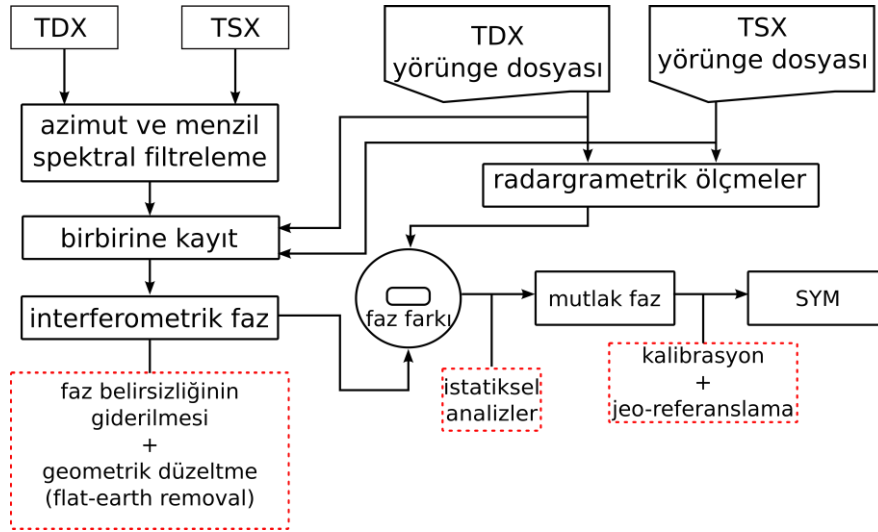 TDX
TSX
TDX
yörünge dosyası
TSX
yörünge dosyası
azimut ve menzil
spektral filtreleme
radargrametrik ölçmeler
birbirine kayıt
interferometrik faz
faz farkı
mutlak faz
SYM
faz belirsizliğinin
giderilmesi
+
geometrik düzeltme
(flat-earth removal)
istatiksel
analizler
kalibrasyon
+
jeo-referanslama